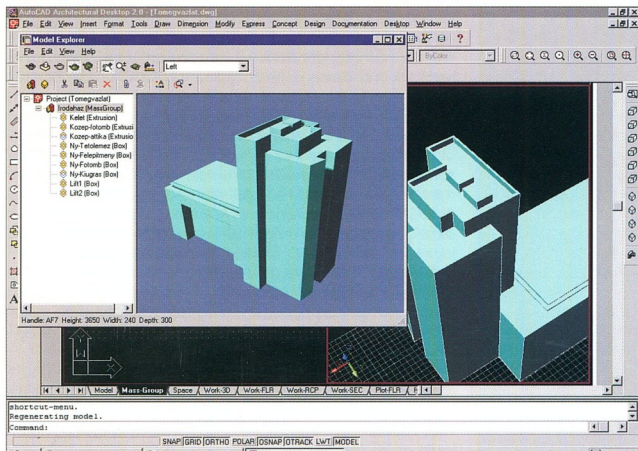 AutoCAD Architectural Desktop 2.0 - [Tomegvazlat.dwg]
File Edit View Insert Format Tools Draw Dimension Modify Express Concept Design Documentation Desktop Window Help
Model Explorer
File Edit View Help
Left
ByColor
Project (Tomegvazlat)
Irodahaz (MassGroup)
Kelet (Extrusion)
Kozep-fotomb (Extrusi
Kozep-attika (Extrusio
Ny-Tetolemez (Box)
Ny-Felepitmeny (Box)
Ny-Fotomb (Box)
Ny-Kiugras (Box)
Lift1 (Box)
Lift2 (Box)
Handle: AF7 Height: 3650 Width: 240 Depth: 300
W
Model Mass-Group Space Work-3D Work-FLR Work-RCP Work-SEC Plot-FLR
shortcut-menu.
Regenerating model.
Command:
SNAP GRID ORTHO POLAR OSNAP OTRACK LWT MODEL